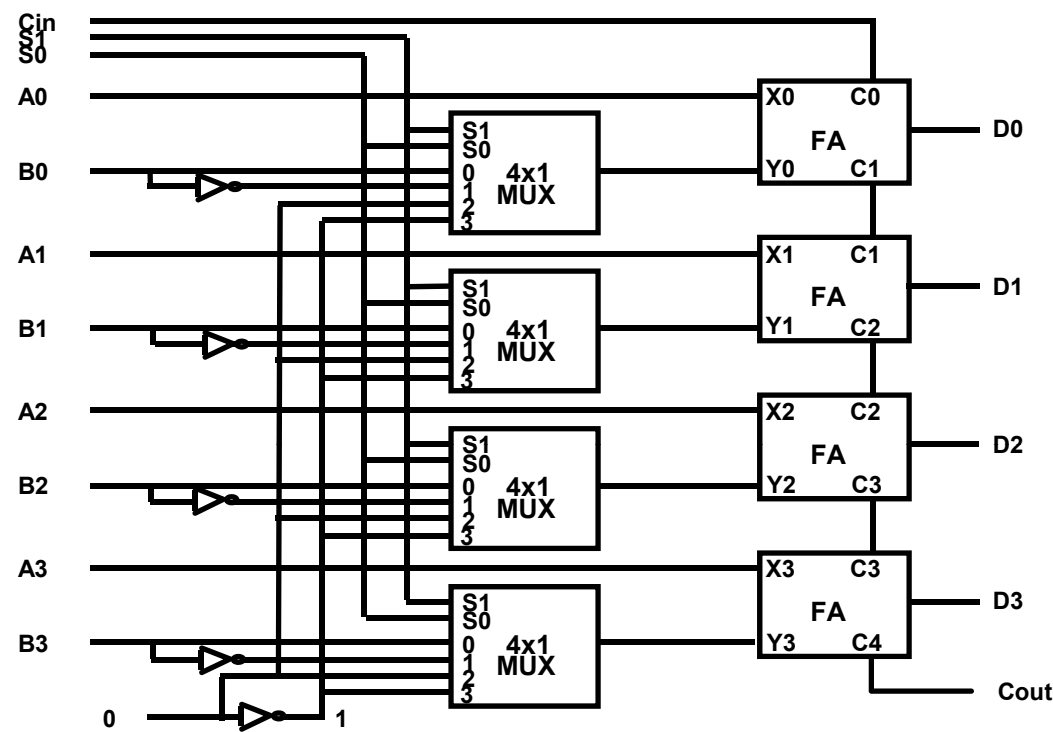 Cin
S1
S0
A0
X0 C0
D0
S1
S0
FA
B0
0
1
2
3
4x1
MUX
Y0 C1
A1
X1 C1
S1
S0
FA
D1
B1
0
1
2
3
4x1
MUX
Y1 C2
A2
X2 C2
S1
S0
FA
D2
B2
0
1
2
3
4x1
MUX
Y2 C3
A3
X3 C3
S1
S0
FA
D3
B3
0
1
2
3
4x1
MUX
Y3 C4
Cout
0 1